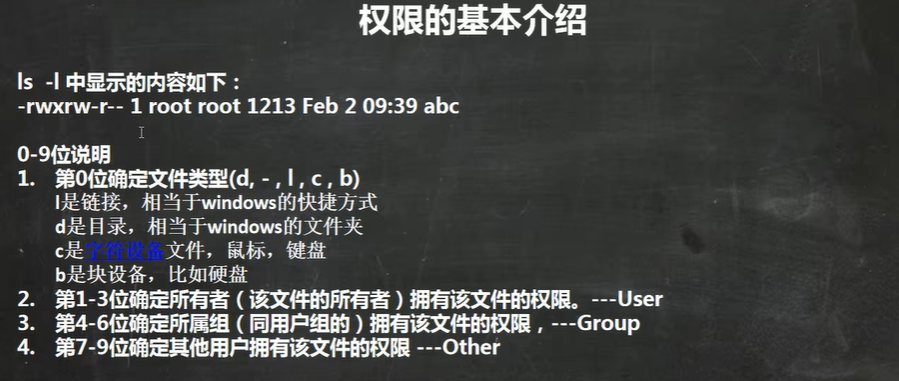 权限的基本介绍
ls -l 中显示的内容如下：
-rwxrw-r-- 1 root root 1213 Feb 2 09:39 abc
0-9位说明
1. 第0位确定文件类型(d, - , l , c , b)
l是链接，相当于windows的快捷方式
d是目录，相当于windows的文件夹
c是字符设备文件，鼠标，键盘
b是块设备，比如硬盘
2. 第1-3位确定所有者（该文件的所有者）拥有该文件的权限。---User
3. 第4-6位确定所属组（同用户组的）拥有该文件的权限，---Group
4. 第7-9位确定其他用户拥有该文件的权限 ---Other